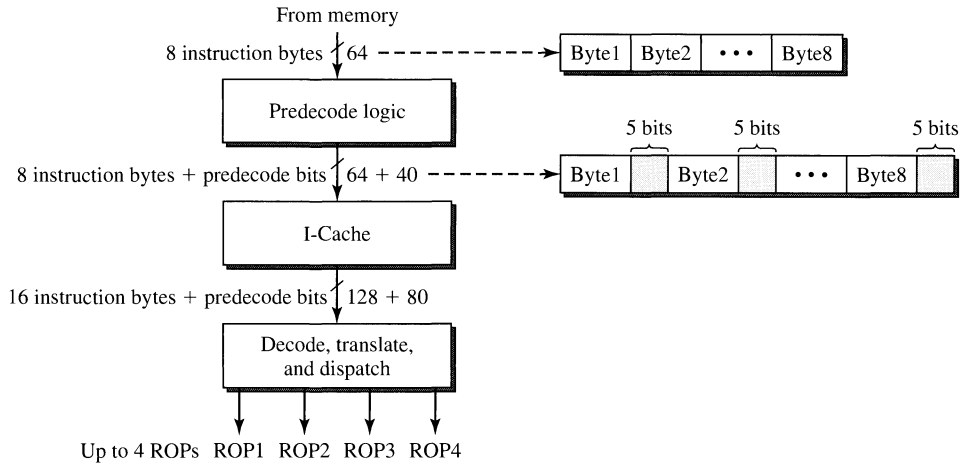 From memory
8 instruction bytes 64
Byte1 Byte2 • • • Byte8
Predecode logic
5 bits 5 bits 5 bits
8 instruction bytes + predecode bits 64 + 40
Byte1 Byte2 • • • Byte8
I-Cache
16 instruction bytes + predecode bits 128 + 80
Decode, translate,
and dispatch
Up to 4 ROPs ROP1 ROP2 ROP3 ROP4